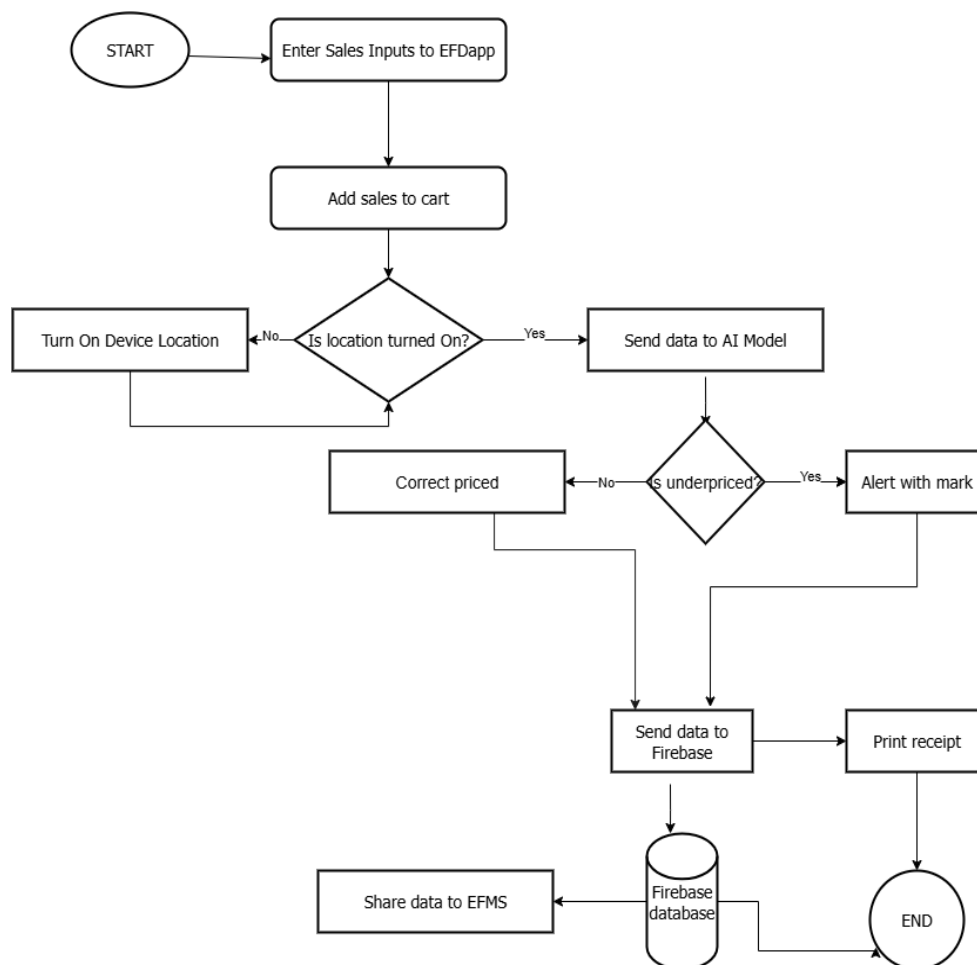 START
Enter Sales Inputs to EFDapp
Add sales to cart
Turn On Device Location
No
Is location turned On?
Yes
Send data to AI Model
Correct priced
No
Is underpriced?
Yes
Alert with mark
Send data to
Firebase
Print receipt
Share data to EFMS
Firebase
database
END